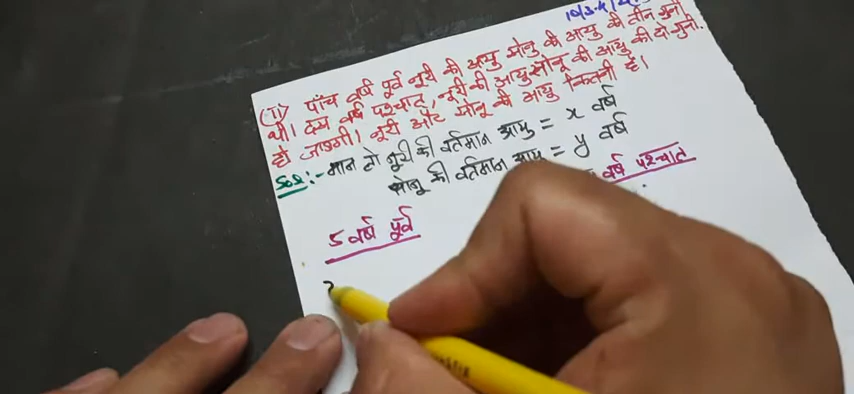 (ii) पाँच वर्ष पूर्व नूरी की आयु सोनू की आयु की तीन गुनी
थी। दस वर्ष पश्चात, नूरी की आयु सोनू की आयु की दो गुनी
हो जाएगी। नूरी और सोनू की आयु कितनी है।
Sol:- मान लो नूरी की वर्तमान आयु = x वर्ष
सोनू की वर्तमान आयु = y वर्ष
वर्ष पश्चात
5 वर्ष पूर्व